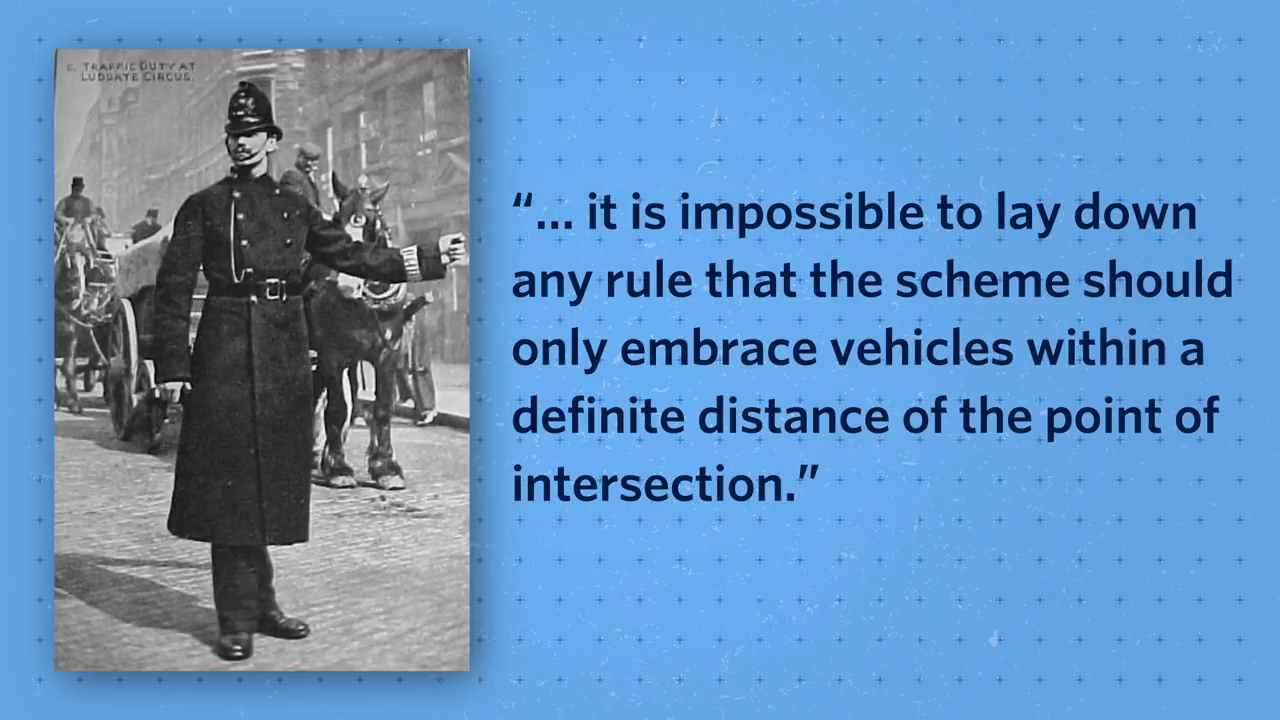 C. TRAFFIC DUTY AT
LUDGATE CIRCUS.
“... it is impossible to lay down
any rule that the scheme should
only embrace vehicles within a
definite distance of the point of
intersection.”